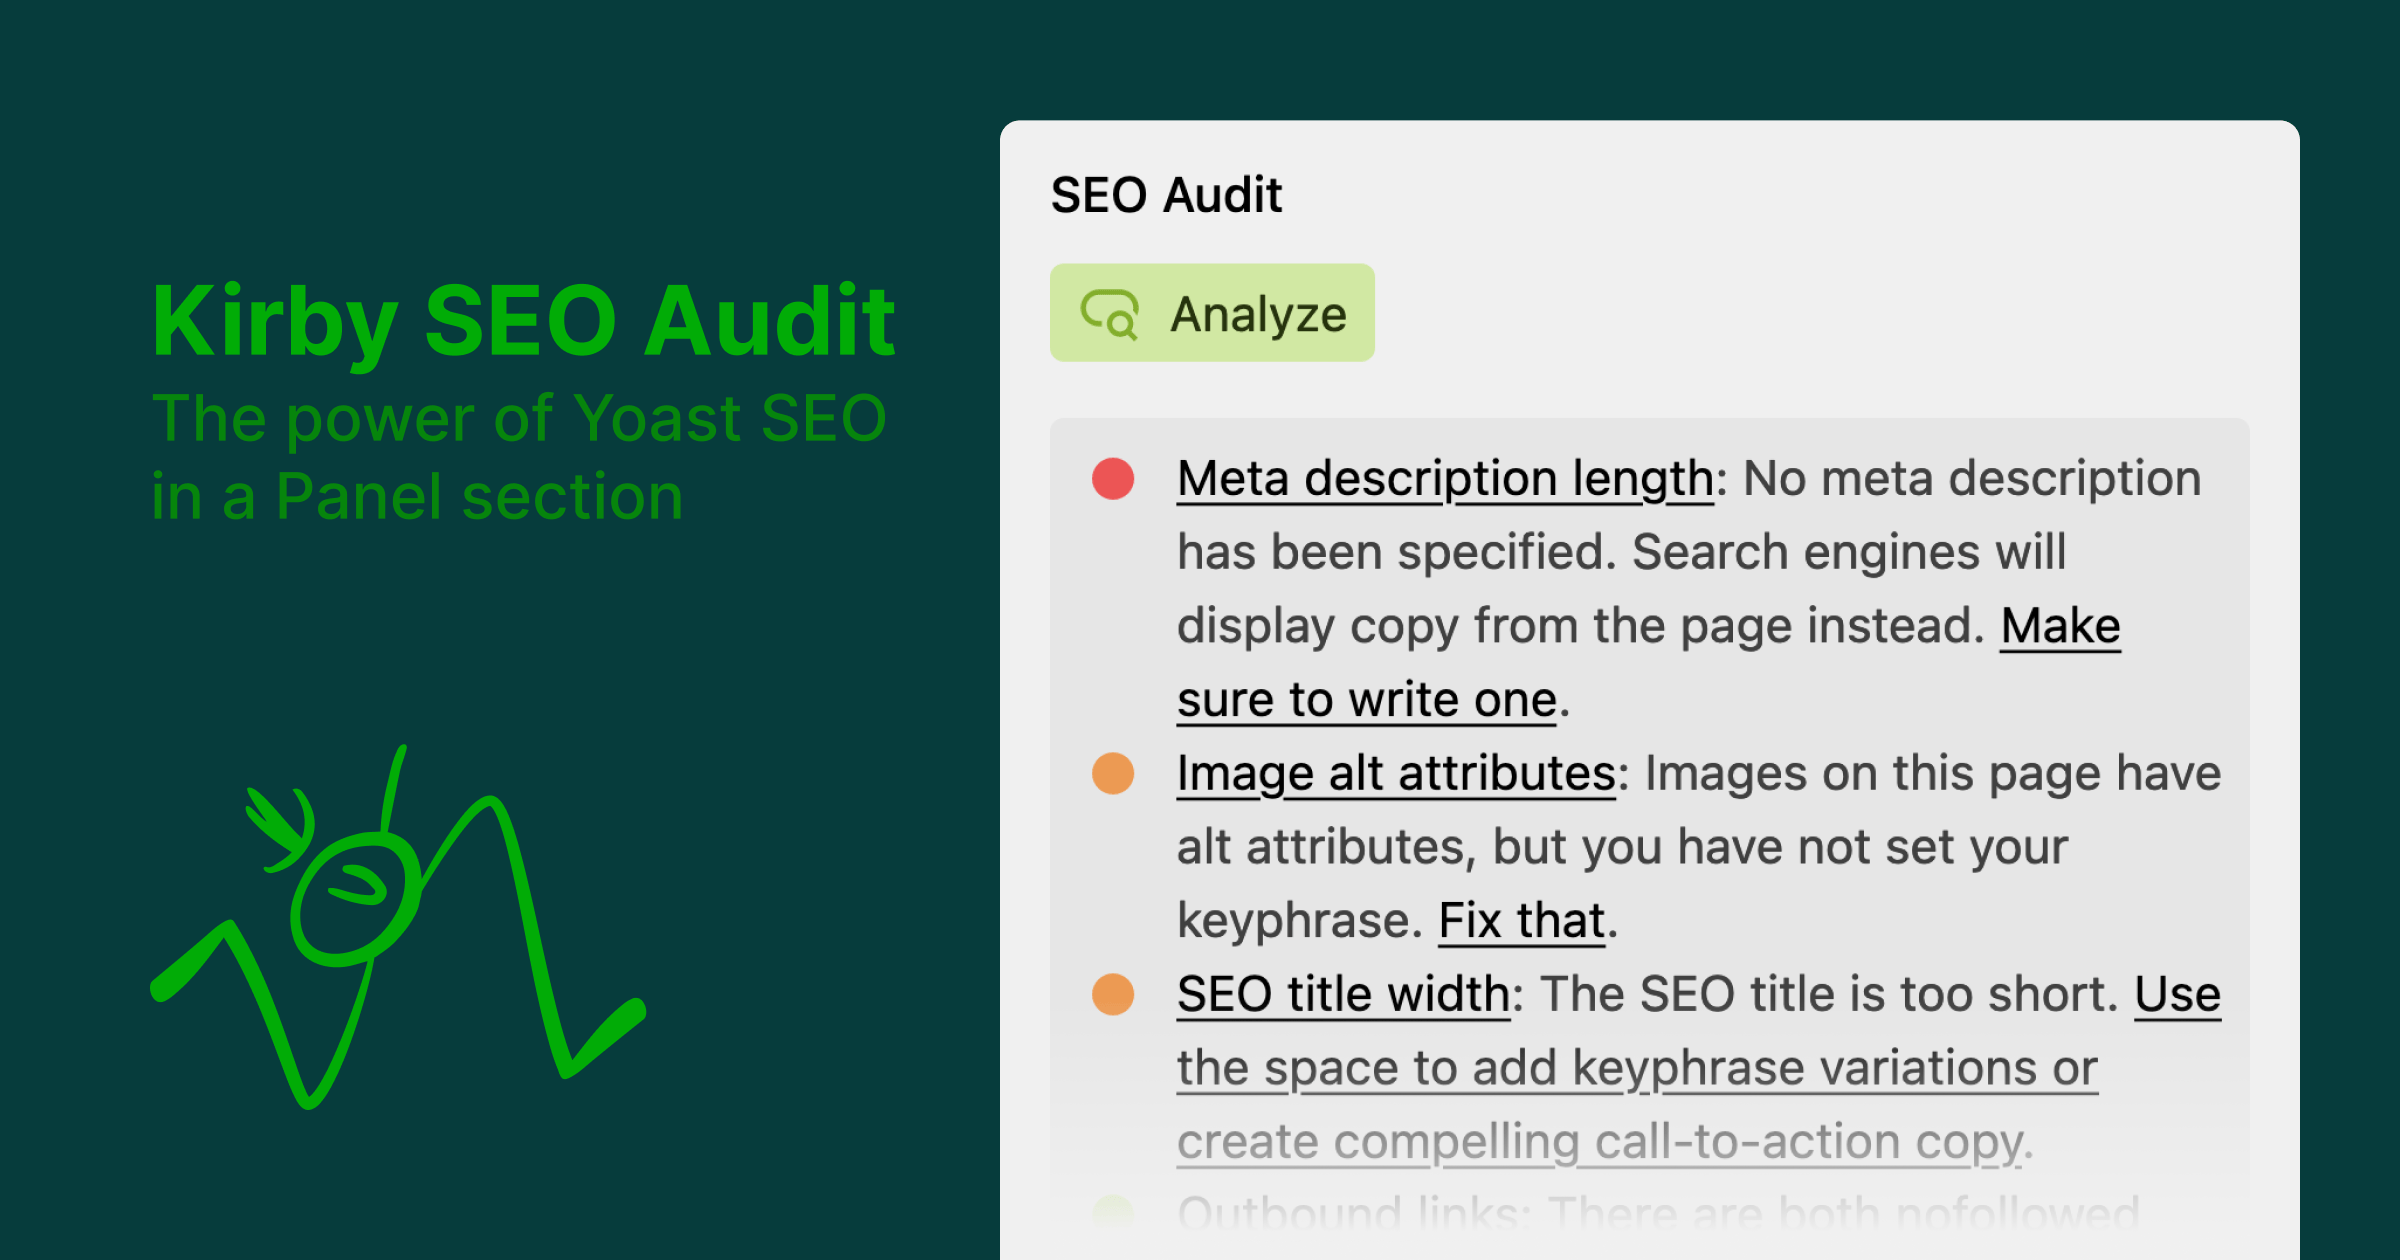 Kirby SEO Audit
The power of Yoast SEO
in a Panel section
SEO Audit
Analyze
Meta description length: No meta description
has been specified. Search engines will
display copy from the page instead. Make
sure to write one.
Image alt attributes: Images on this page have
alt attributes, but you have not set your
keyphrase. Fix that.
SEO title width: The SEO title is too short. Use
the space to add keyphrase variations or
create compelling call-to-action copy.
Outbound links: There are both nofollowed